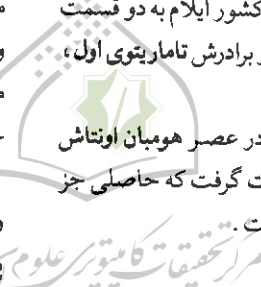 کشور ایلام به دو قسمت
برادرش تاماریتوی اول ،
در عصر هومبان اونتاش
ت گرفت که حاصلی جز
ت .
مرکز تحقیقات کامپیوتری علوم